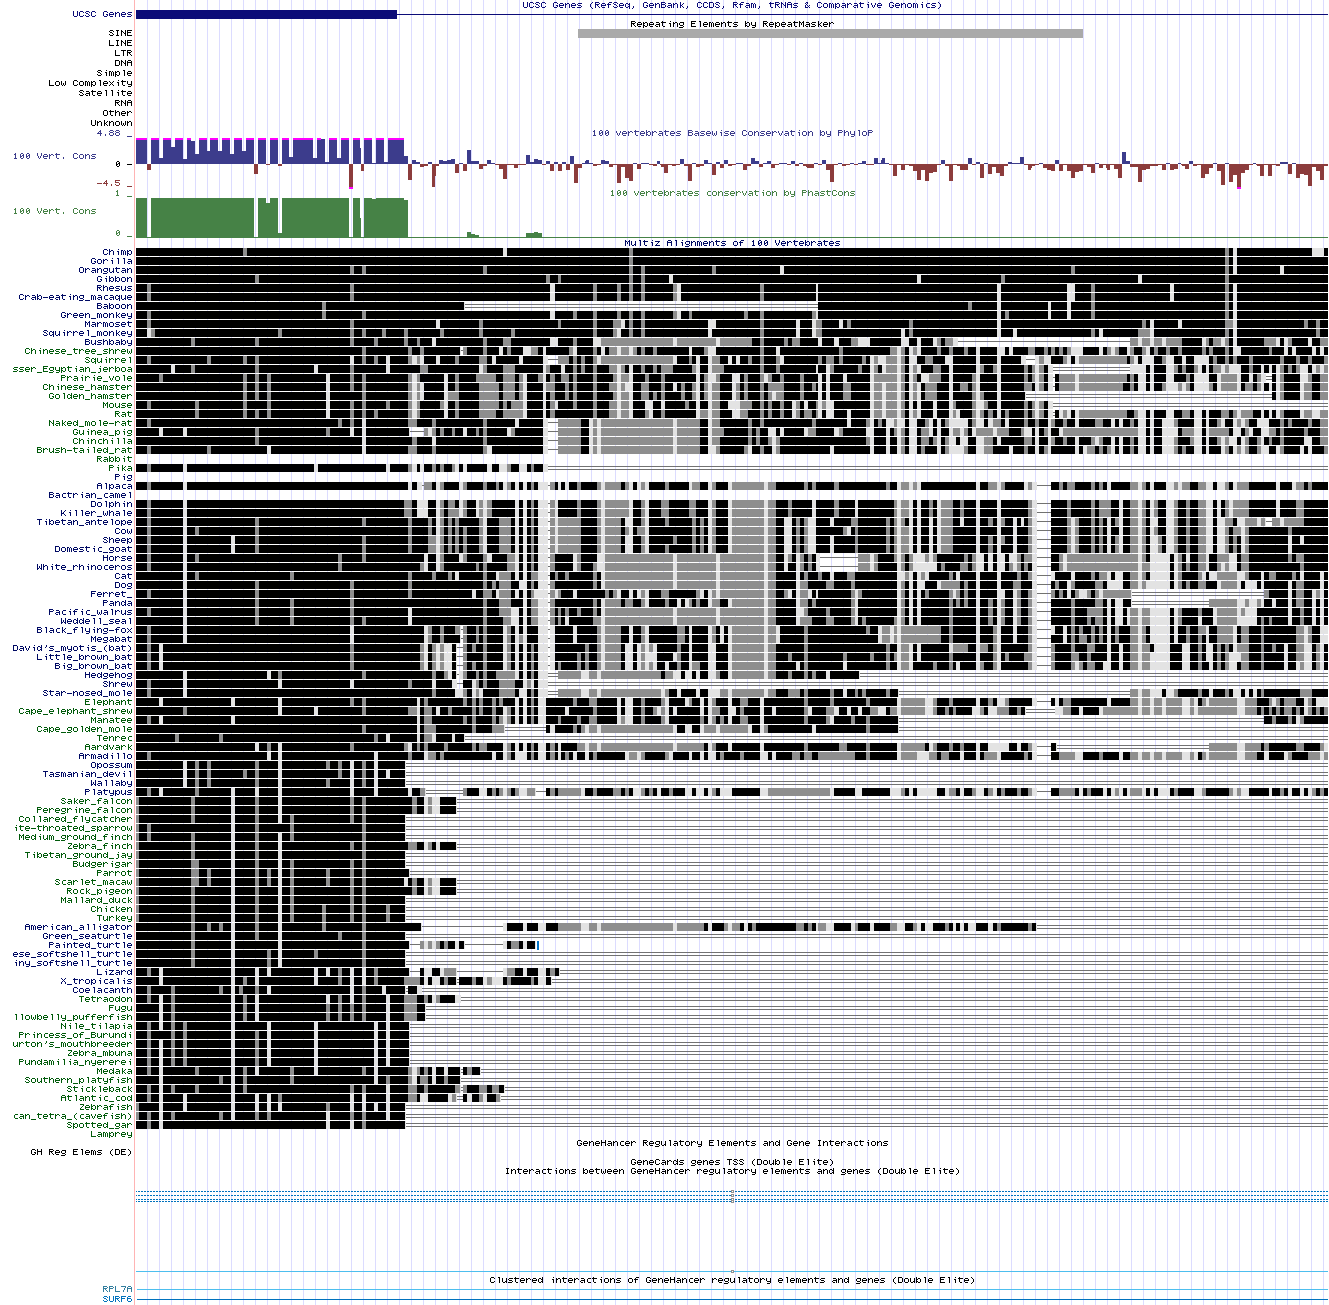 UCSC Genes (RefSeq, GenBank, CCDS, Rfam, tRNAs & Comparative Genomics)
UCSC Genes
Repeating Elements by RepeatMasker
SINE
LINE
LTR
DNA
Simple
Low Complexity
Satellite
RNA
Other
Unknown
4.88 _
100 vertebrates Basewise Conservation by PhyloP
100 Vert. Cons
0 _
-4.5 _
100 vertebrates conservation by PhastCons
1 _
100 Vert. Cons
0 _
Multiz Alignments of 100 Vertebrates
Chimp
Gorilla
Orangutan
Gibbon
Rhesus
Crab-eating_macaque
Baboon
Green_monkey
Marmoset
Squirrel_monkey
Bushbaby
Chinese_tree_shrew
Squirrel
sser_Egyptian_jerboa
Prairie_vole
Chinese_hamster
Golden_hamster
Mouse
Rat
Naked_mole-rat
Guinea_pig
Chinchilla
Brush-tailed_rat
Rabbit
Pika
Pig
Alpaca
Bactrian_camel
Dolphin
Killer_whale
Tibetan_antelope
Cow
Sheep
Domestic_goat
Horse
White_rhinoceros
Cat
Dog
Ferret_
Panda
Pacific_walrus
Weddell_seal
Black_flying-fox
Megabat
David's_myotis_(bat)
Little_brown_bat
Big_brown_bat
Hedgehog
Shrew
Star-nosed_mole
Elephant
Cape_elephant_shrew
Manatee
Cape_golden_mole
Tenrec
Aardvark
Armadillo
Opossum
Tasmanian_devil
Wallaby
Platypus
Saker_falcon
Peregrine_falcon
Collared_flycatcher
ite-throated_sparrow
Medium_ground_finch
Zebra_finch
Tibetan_ground_jay
Budgerigar
Parrot
Scarlet_macaw
Rock_pigeon
Mallard_duck
Chicken
Turkey
American_alligator
Green_seaturtle
Painted_turtle
ese_softshell_turtle
iny_softshell_turtle
Lizard
X_tropicalis
Coelacanth
Tetraodon
Fugu
llowbelly_pufferfish
Nile_tilapia
Princess_of_Burundi
urton's_mouthbreeder
Zebra_mbuna
Pundamilia_nyererei
Medaka
Southern_platyfish
Stickleback
Atlantic_cod
Zebrafish
can_tetra_(cavefish)
Spotted_gar
Lamprey
GeneHancer Regulatory Elements and Gene Interactions
GH Reg Elems (DE)
GeneCards genes TSS (Double Elite)
Interactions between GeneHancer regulatory elements and genes (Double Elite)
Clustered interactions of GeneHancer regulatory elements and genes (Double Elite)
RPL7A
SURF6